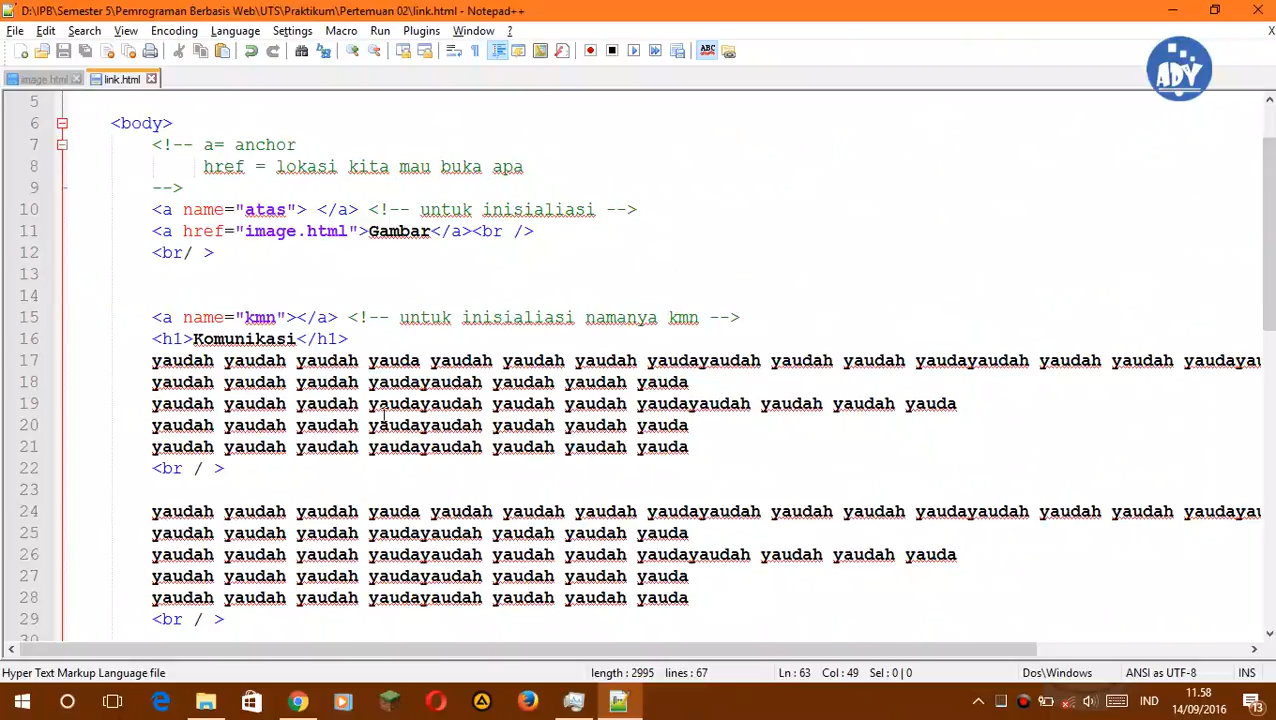 D:\IPB\Semester 5\Pemrograman Berbasis Web\UTS\Praktikum\Pertemuan 02\link.html - Notepad++
File Edit Search View Encoding Language Settings Macro Run Plugins Window ? X
ABC
ADY
image.html link.html
5
6 <body>
7 <!-- a= anchor
8 href = lokasi kita mau buka apa
9 -->
10 <a name="atas"> </a> <!-- untuk inisialiasi -->
11 <a href="image.html">Gambar</a><br />
12 <br/ >
13
14
15 <a name="kmn"></a> <!-- untuk inisialiasi namanya kmn -->
16 <h1>Komunikasi</h1>
17 yaudah yaudah yaudah yauda yaudah yaudah yaudah yaudayaudah yaudah yaudah yaudayaudah yaudah yaudah yaudayau
18 yaudah yaudah yaudah yaudayaudah yaudah yaudah yauda
19 yaudah yaudah yaudah yaudayaudah yaudah yaudah yaudayaudah yaudah yaudah yauda
20 yaudah yaudah yaudah yaudayaudah yaudah yaudah yauda
21 yaudah yaudah yaudah yaudayaudah yaudah yaudah yauda
22 <br / >
23
24 yaudah yaudah yaudah yauda yaudah yaudah yaudah yaudayaudah yaudah yaudah yaudayaudah yaudah yaudah yaudayau
25 yaudah yaudah yaudah yaudayaudah yaudah yaudah yauda
26 yaudah yaudah yaudah yaudayaudah yaudah yaudah yaudayaudah yaudah yaudah yauda
27 yaudah yaudah yaudah yaudayaudah yaudah yaudah yauda
28 yaudah yaudah yaudah yaudayaudah yaudah yaudah yauda
29 <br / >
30
Hyper Text Markup Language file length : 2995 lines : 67 Ln : 63 Col : 49 Sel : 0 | 0 Dos\Windows ANSI as UTF-8 INS
IND 11.58
14/09/2016 13